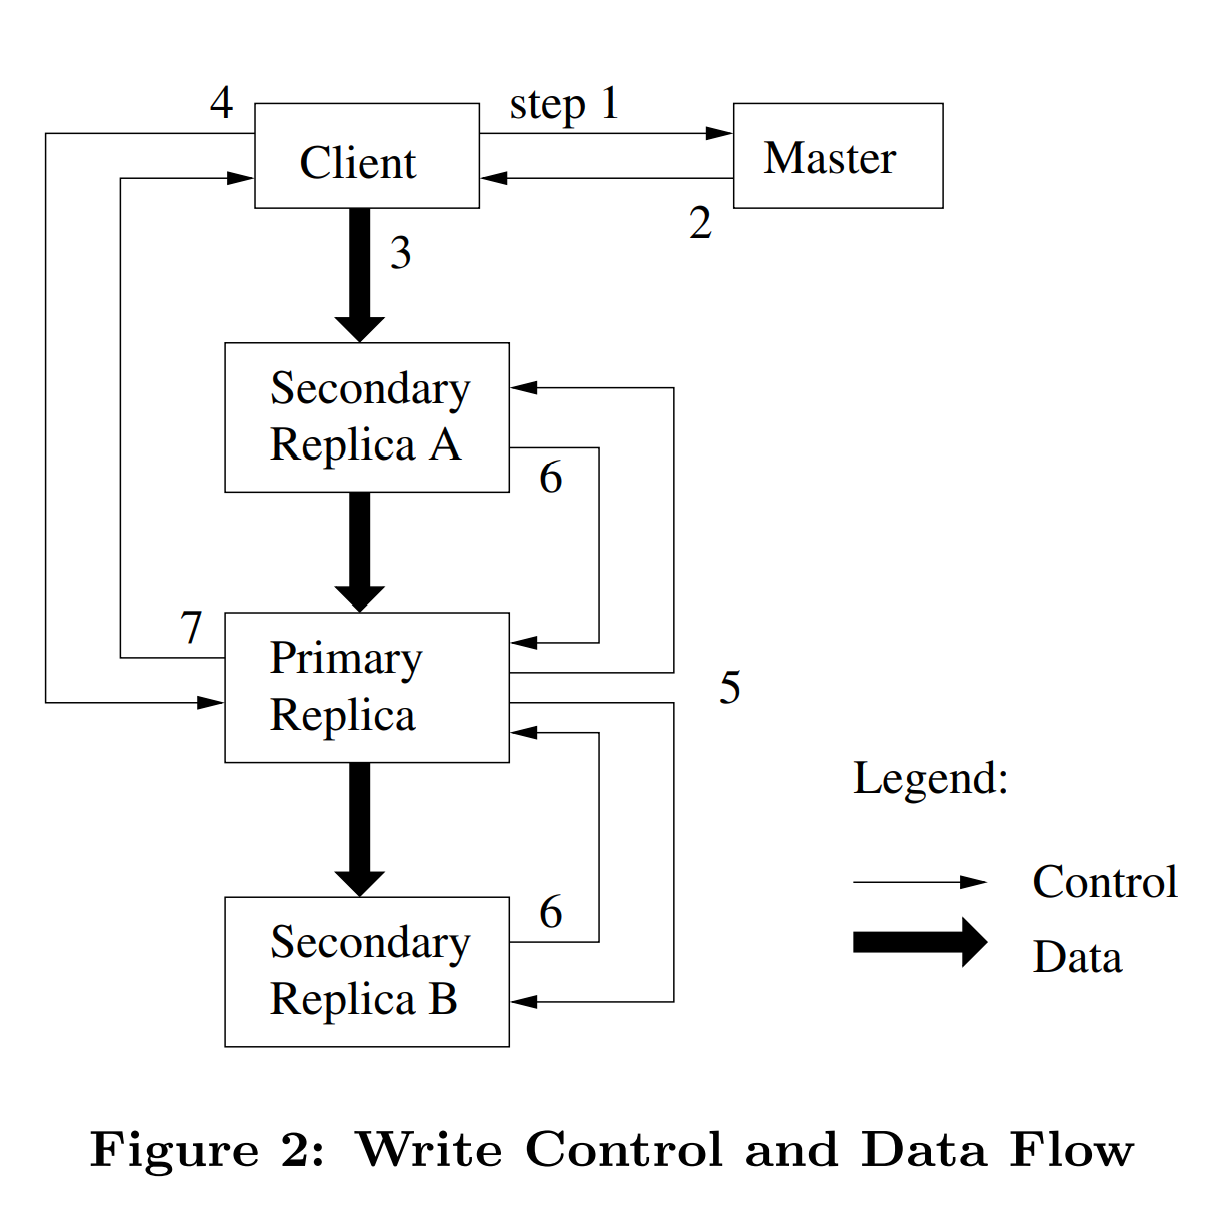 4
step 1
Client
Master
2
3
Secondary
Replica A
6
7
Primary
Replica
5
Legend:
Control
Data
6
Secondary
Replica B
Figure 2: Write Control and Data Flow